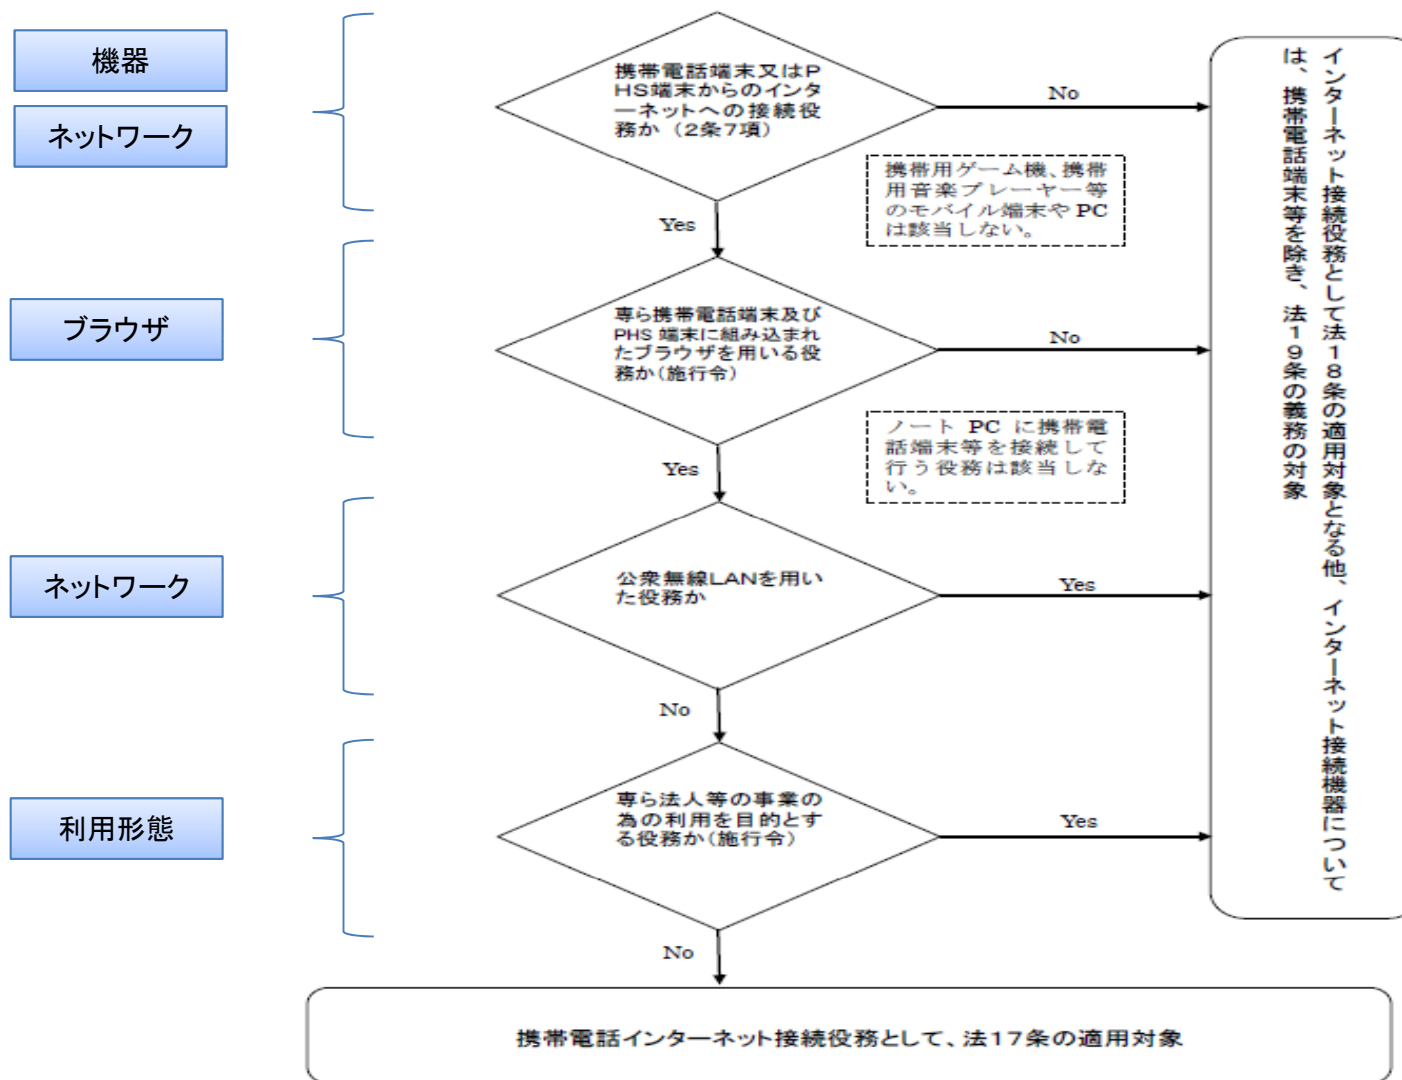 機器
ネットワーク
携帯電話端末又はP
HS端末からのインタ
ーネットへの接続役
務か（2条7項）
No
携帯用ゲーム機、携帯
用音楽プレーヤー等
のモバイル端末や PC
は該当しない。
Yes
ブラウザ
専ら携帯電話端末及び
PHS 端末に組み込まれ
たブラウザを用いる役
務か(施行令)
No
ノート PC に携帯電
話端末等を接続して
行う役務は該当しな
い。
Yes
ネットワーク
公衆無線LANを用い
た役務か
Yes
No
利用形態
専ら法人等の事業の
為の利用を目的とす
る役務か(施行令)
Yes
No
インターネット接続役務として法18条の適用対象となる他、インターネット接続機器について
は、携帯電話端末等を除き、法19条の義務の対象
携帯電話インターネット接続役務として、法17条の適用対象